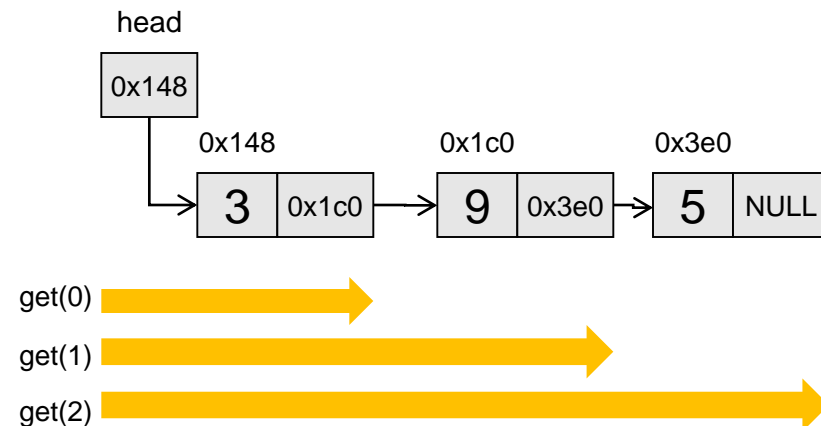 head
0x148
0x148 0x1c0 0x3e0
3 0x1c0 9 0x3e0 5 NULL
get(0)
get(1)
get(2)